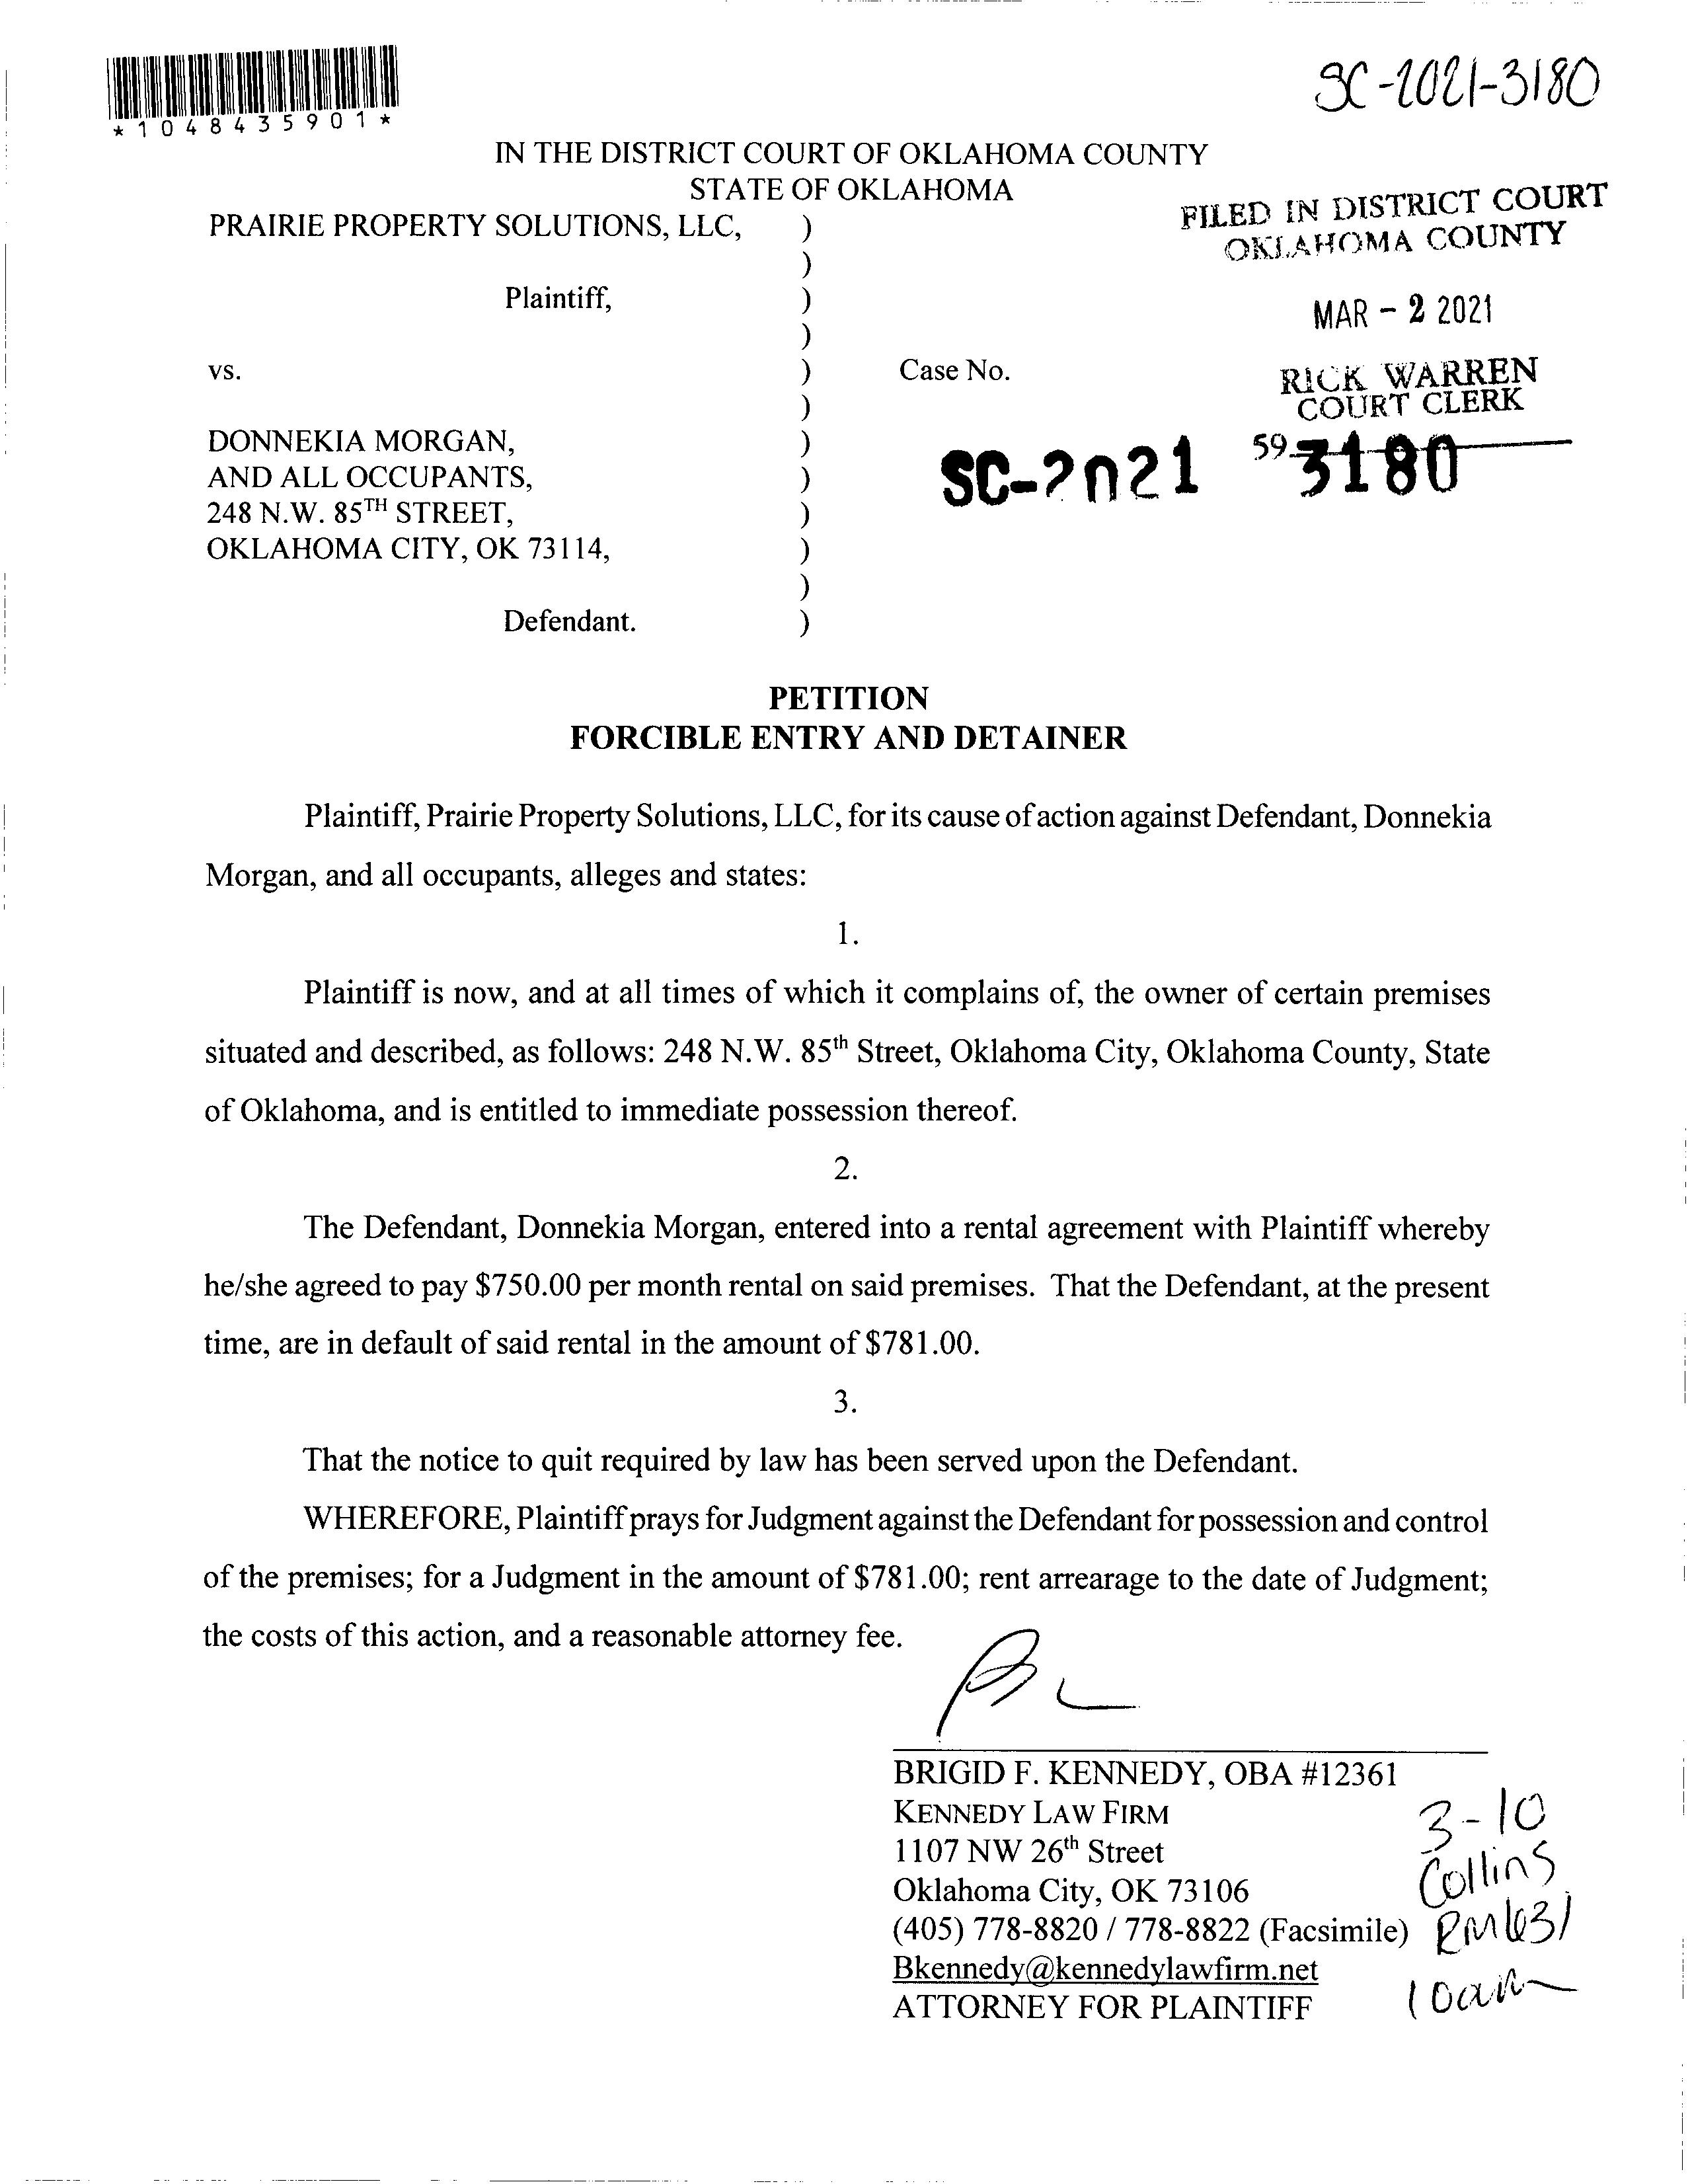 *1048435901*
SC-2021-3180
IN THE DISTRICT COURT OF OKLAHOMA COUNTY
STATE OF OKLAHOMA
FILED IN DISTRICT COURT
OKLAHOMA COUNTY
MAR - 2 2021
RICK WARREN
COURT CLERK
59
SC-2021 3180
PRAIRIE PROPERTY SOLUTIONS, LLC, )
)
Plaintiff, )
)
vs. ) Case No.
)
DONNEKIA MORGAN, )
AND ALL OCCUPANTS, )
248 N.W. 85TH STREET, )
OKLAHOMA CITY, OK 73114, )
)
Defendant. )
PETITION
FORCIBLE ENTRY AND DETAINER
Plaintiff, Prairie Property Solutions, LLC, for its cause of action against Defendant, Donnekia
Morgan, and all occupants, alleges and states:
1.
Plaintiff is now, and at all times of which it complains of, the owner of certain premises
situated and described, as follows: 248 N.W. 85th Street, Oklahoma City, Oklahoma County, State
of Oklahoma, and is entitled to immediate possession thereof.
2.
The Defendant, Donnekia Morgan, entered into a rental agreement with Plaintiff whereby
he/she agreed to pay $750.00 per month rental on said premises. That the Defendant, at the present
time, are in default of said rental in the amount of $781.00.
3.
That the notice to quit required by law has been served upon the Defendant.
WHEREFORE, Plaintiff prays for Judgment against the Defendant for possession and control
of the premises; for a Judgment in the amount of $781.00; rent arrearage to the date of Judgment;
the costs of this action, and a reasonable attorney fee.
BRIGID F. KENNEDY, OBA #12361
KENNEDY LAW FIRM
1107 NW 26th Street
Oklahoma City, OK 73106
(405) 778-8820 / 778-8822 (Facsimile)
Bkennedy@kennedylawfirm.net
ATTORNEY FOR PLAINTIFF
3-10
Collins
RM 631
10am